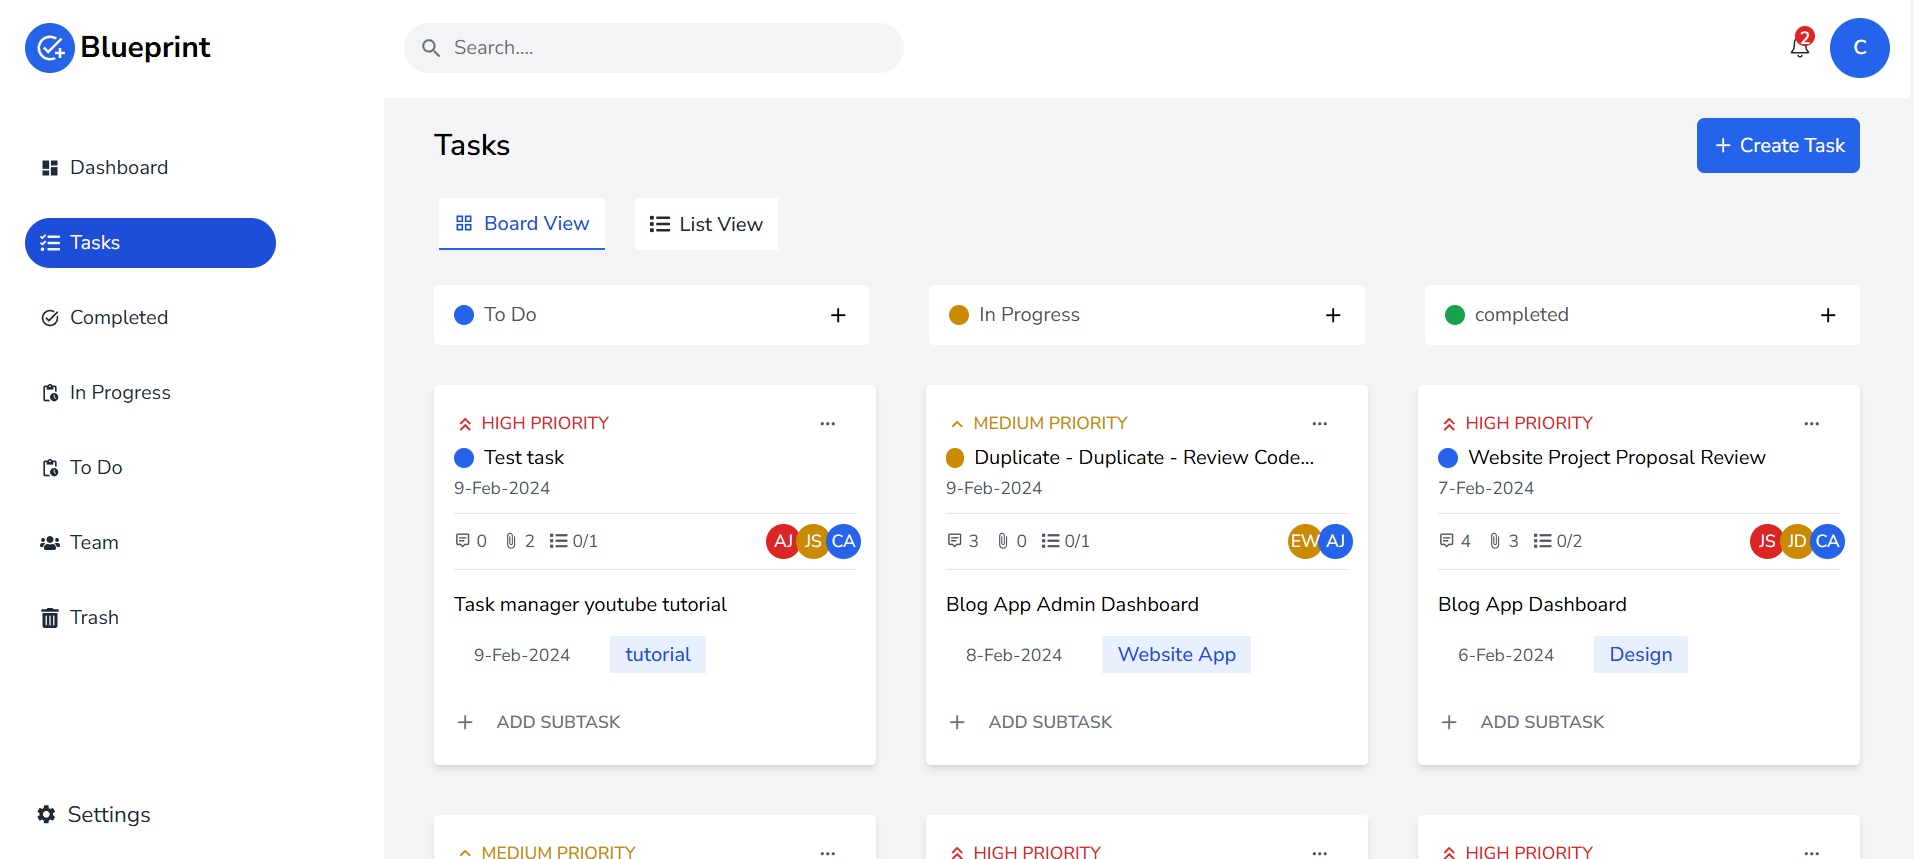 Blueprint
Search....
2
C
Dashboard
Tasks
Completed
In Progress
To Do
Team
Trash
Settings
Tasks
+ Create Task
Board View
List View
To Do +
In Progress +
completed +
HIGH PRIORITY ...
Test task
9-Feb-2024
0 2 0/1 AJ JS CA
Task manager youtube tutorial
9-Feb-2024 tutorial
+ ADD SUBTASK
MEDIUM PRIORITY ...
Duplicate - Duplicate - Review Code...
9-Feb-2024
3 0 0/1 EW AJ
Blog App Admin Dashboard
8-Feb-2024 Website App
+ ADD SUBTASK
HIGH PRIORITY ...
Website Project Proposal Review
7-Feb-2024
4 3 0/2 JS JD CA
Blog App Dashboard
6-Feb-2024 Design
+ ADD SUBTASK
MEDIUM PRIORITY ...
HIGH PRIORITY ...
HIGH PRIORITY ...